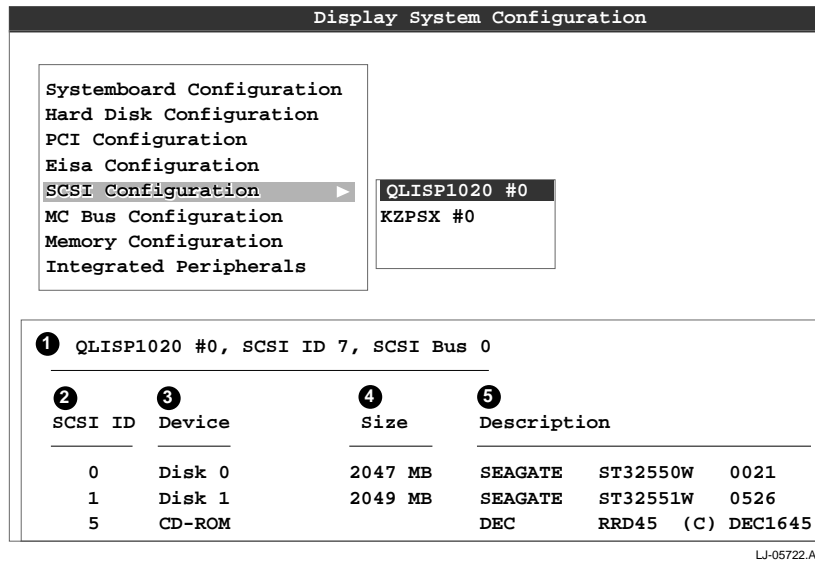 Display System Configuration
Systemboard Configuration
Hard Disk Configuration
PCI Configuration
Eisa Configuration
SCSI Configuration
QLISP1020 #0
MC Bus Configuration
KZPSX #0
Memory Configuration
Integrated Peripherals
1 QLISP1020 #0, SCSI ID 7, SCSI Bus 0
2 3 4 5
SCSI ID Device Size Description
0 Disk 0 2047 MB SEAGATE ST32550W 0021
1 Disk 1 2049 MB SEAGATE ST32551W 0526
5 CD-ROM DEC RRD45 (C) DEC1645
LJ-05722.A